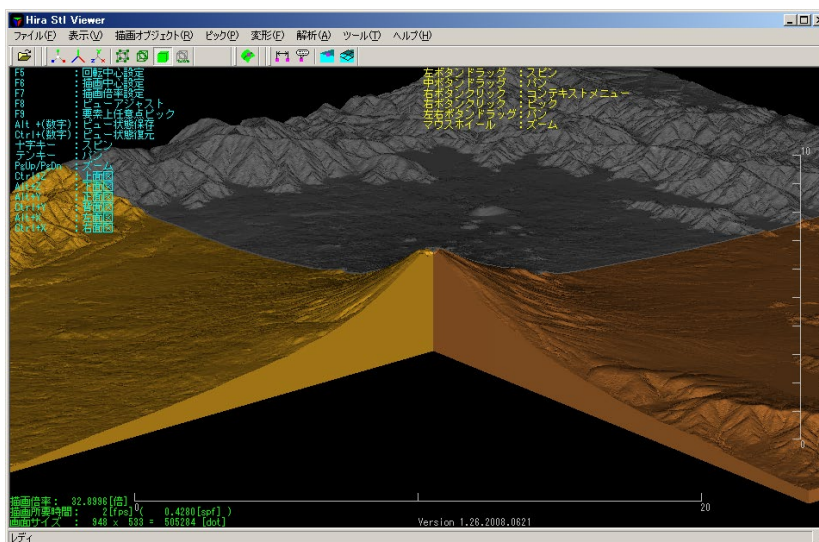 Hira Stl Viewer
ファイル(F) 表示(V) 描画オブジェクト(R) ピック(P) 変形(E) 解析(A) ツール(T) ヘルプ(H)
F5 :回転中心設定
F6 :描画中心設定
F7 :描画倍率設定
F8 :ビューアジャスト
F9 :要素上任意点ピック
Alt +(数字):ビュー状態保存
Ctrl+(数字):ビュー状態復元
十字キー :スピン
テンキー :パン
PgUp/PgDn :ズーム
Ctrl+Z :上面図
Alt+Z :下面図
Alt+Y :正面図
Ctrl+Y :背面図
Alt+X :左面図
Ctrl+X :右面図
左ボタンドラッグ :スピン
中ボタンドラッグ :パン
右ボタンクリック :コンテキストメニュー
右ボタンクリック :ピック
左右ボタンドラッグ:パン
マウスホイール :ズーム
10
0
描画倍率: 32.8996[倍]
描画所要時間: 2[fps]( 0.4280[spf] )
画面サイズ : 948 x 533 = 505284 [dot]
0
20
Version 1.26.2008.0621
レディ